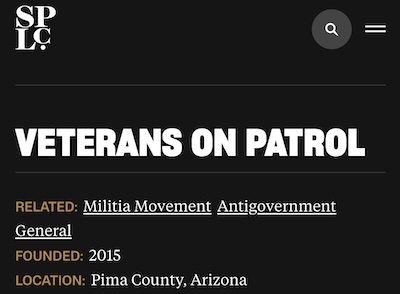 SP
Lc.
VETERANS ON PATROL
RELATED: Militia Movement Antigovernment
General
FOUNDED: 2015
LOCATION: Pima County, Arizona